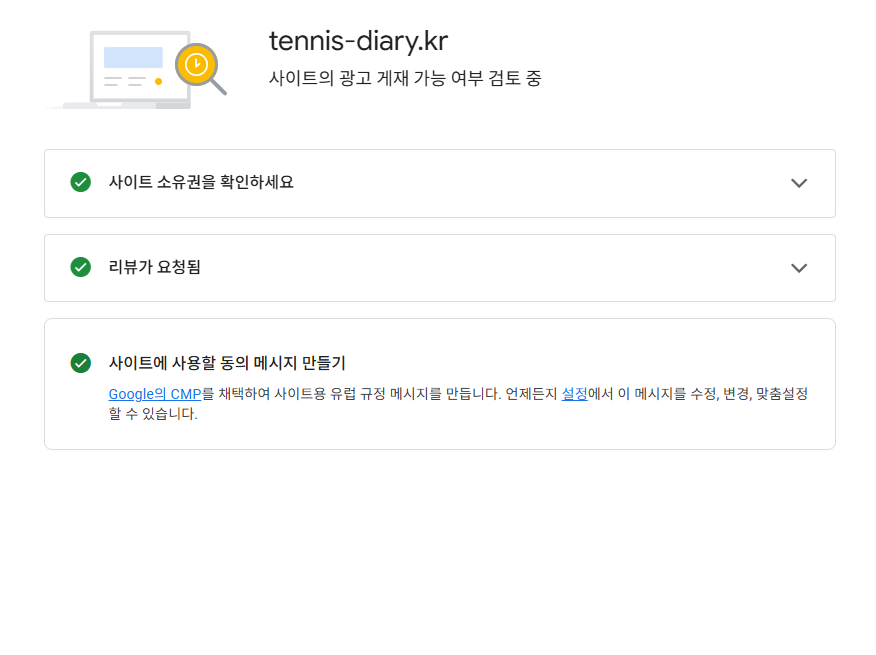 tennis-diary.kr
사이트의 광고 게재 가능 여부 검토 중
사이트 소유권을 확인하세요
리뷰가 요청됨
사이트에 사용할 동의 메시지 만들기
Google의 CMP를 채택하여 사이트용 유럽 규정 메시지를 만듭니다. 언제든지 설정에서 이 메시지를 수정, 변경, 맞춤설정
할 수 있습니다.